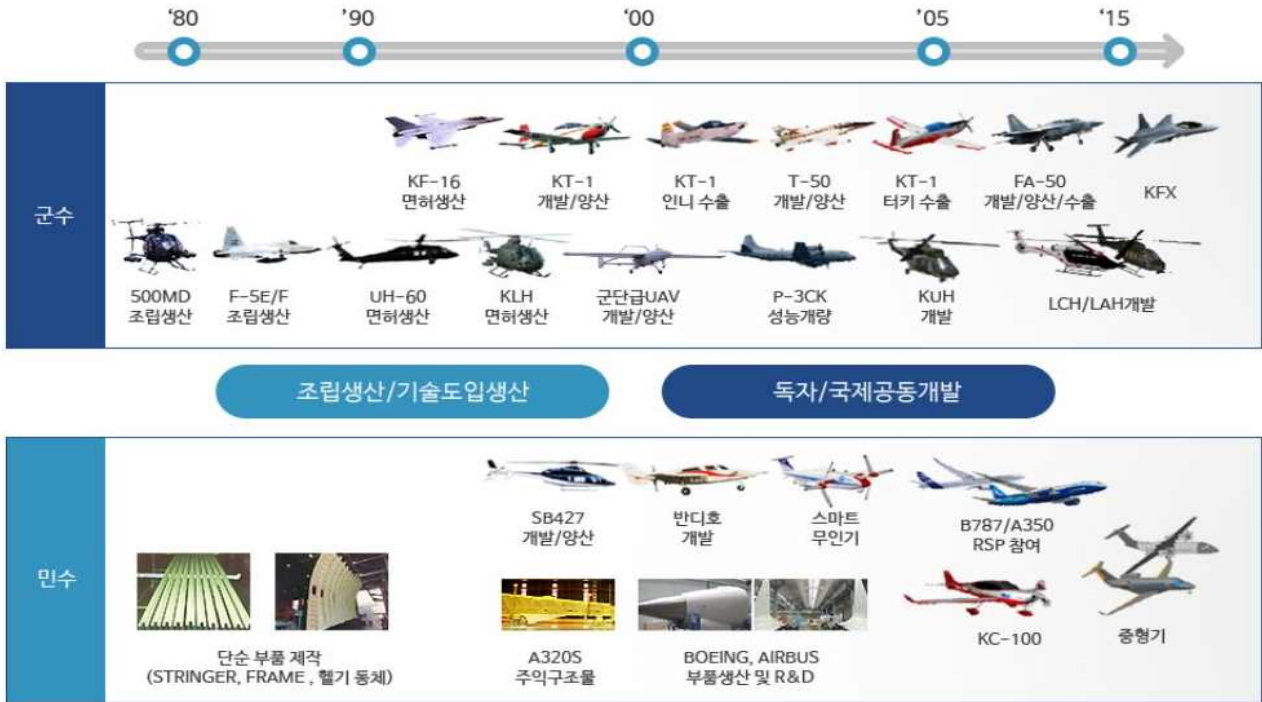 ‘80
’90
‘00
‘05
‘15
군수
KF-16
면허생산
KT-1
개발/양산
KT-1
인니 수출
T-50
개발/양산
KT-1
터키 수출
FA-50
개발/양산/수출
KFX
500MD
조립생산
F-5E/F
조립생산
UH-60
면허생산
KLH
면허생산
군단급UAV
개발/양산
P-3CK
성능개량
KUH
개발
LCH/LAH개발
조립생산/기술도입생산
독자/국제공동개발
민수
SB427
개발/양산
반디호
개발
스마트
무인기
B787/A350
RSP 참여
단순 부품 제작
(STRINGER, FRAME , 헬기 동체)
A320S
주익구조물
BOEING, AIRBUS
부품생산 및 R&D
KC-100
중형기